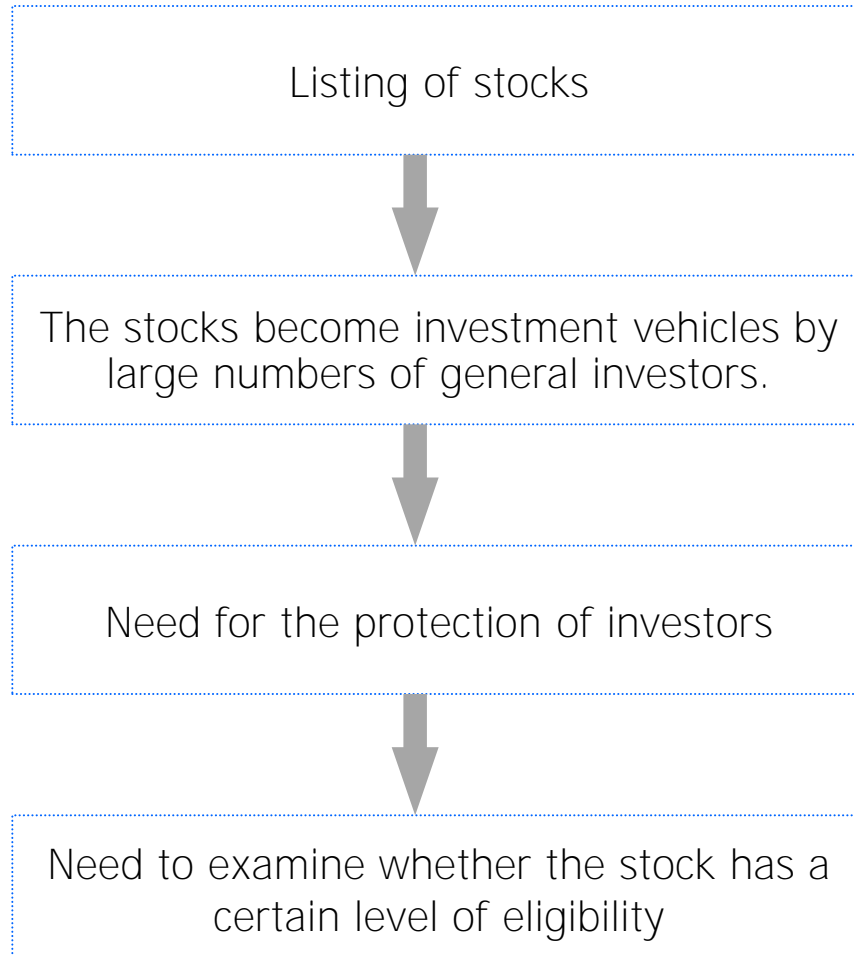 Listing of stocks
The stocks become investment vehicles by
large numbers of general investors.
Need for the protection of investors
Need to examine whether the stock has a
certain level of eligibility